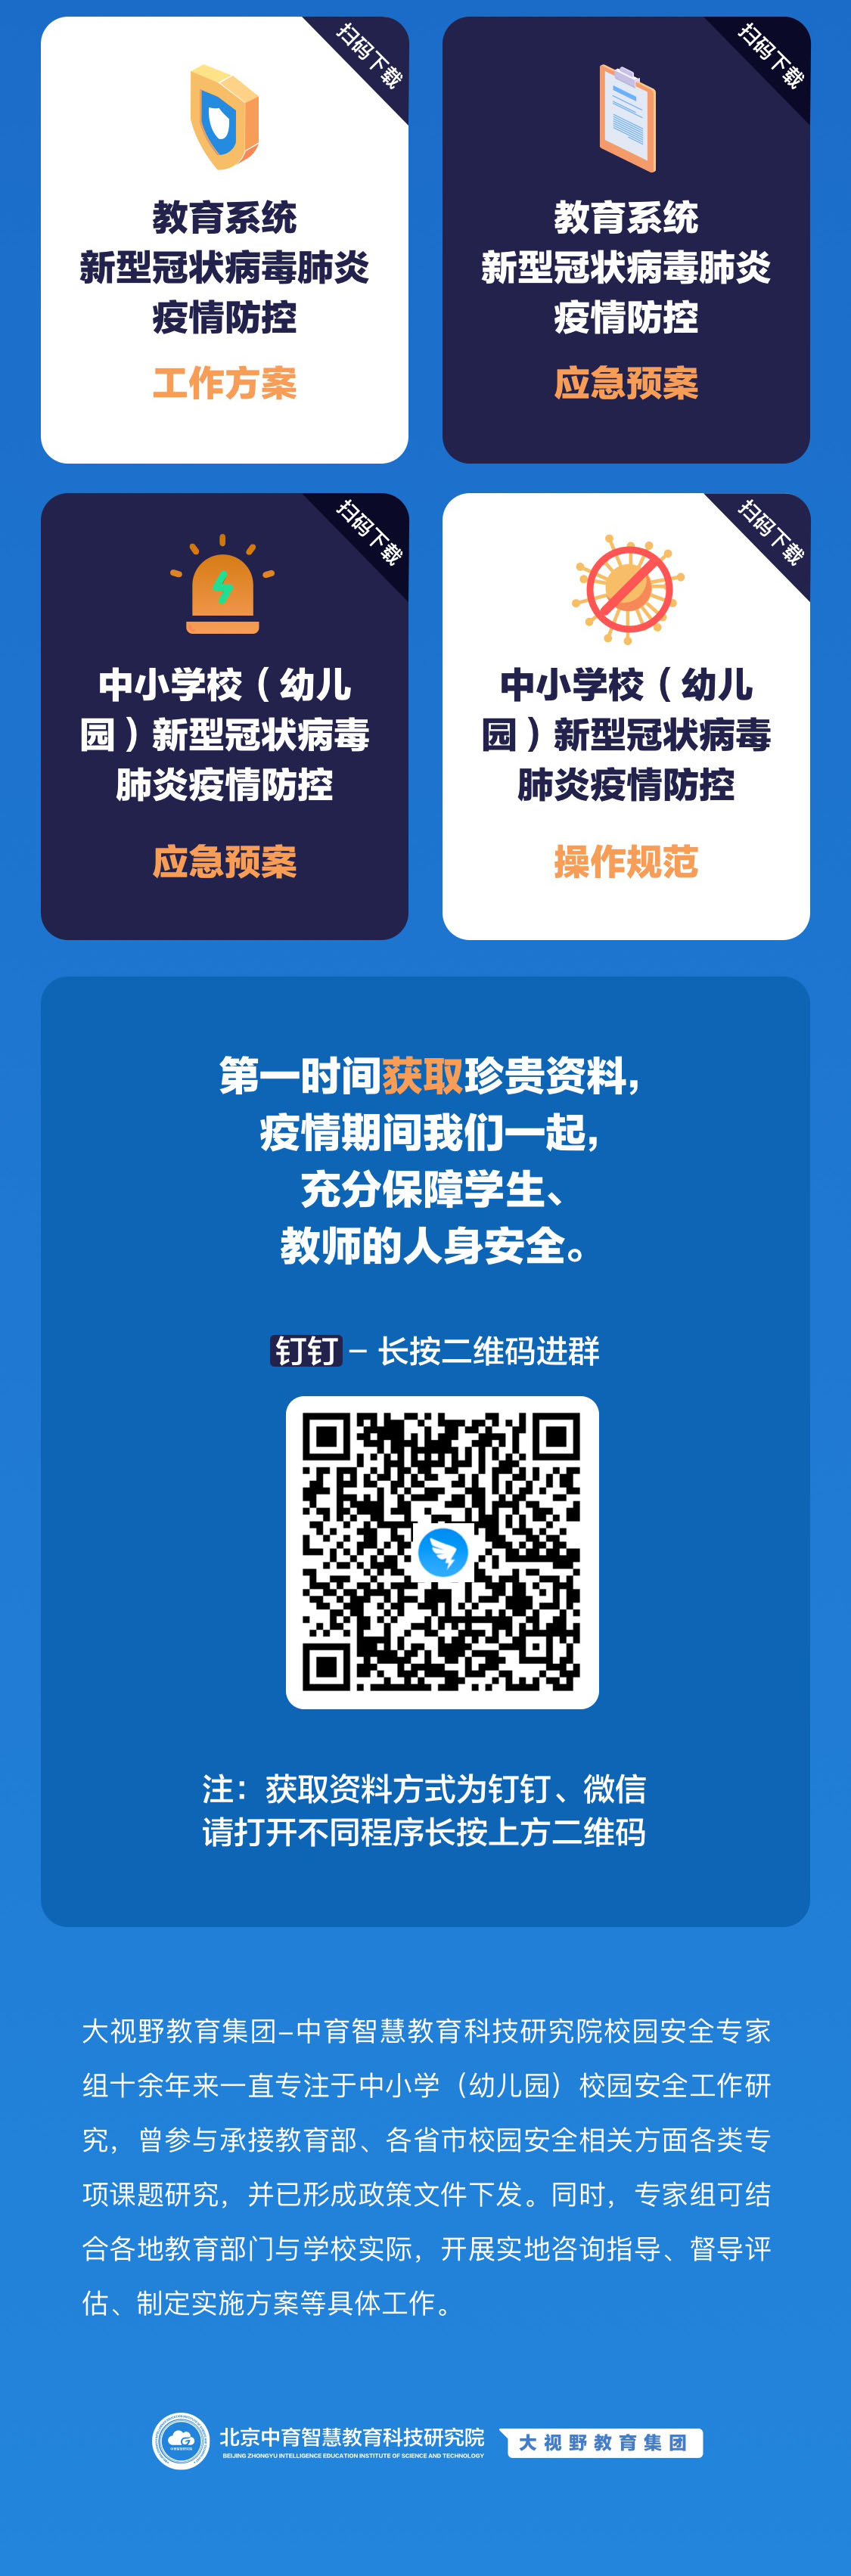 扫码下载
教育系统
新型冠状病毒肺炎
疫情防控
工作方案
扫码下载
教育系统
新型冠状病毒肺炎
疫情防控
应急预案
扫码下载
中小学校（幼儿
园）新型冠状病毒
肺炎疫情防控
应急预案
扫码下载
中小学校（幼儿
园）新型冠状病毒
肺炎疫情防控
操作规范
第一时间获取珍贵资料，
疫情期间我们一起，
充分保障学生、
教师的人身安全。
钉钉 – 长按二维码进群
注：获取资料方式为钉钉、微信
请打开不同程序长按上方二维码
大视野教育集团–中育智慧教育科技研究院校园安全专家
组十余年来一直专注于中小学（幼儿园）校园安全工作研
究，曾参与承接教育部、各省市校园安全相关方面各类专
项课题研究，并已形成政策文件下发。同时，专家组可结
合各地教育部门与学校实际，开展实地咨询指导、督导评
估、制定实施方案等具体工作。
北京中育智慧教育科技研究院
BEIJING ZHONGYU INTELLIGENCE EDUCATION INSTITUTE OF SCIENCE AND TECHNOLOGY
大视野教育集团